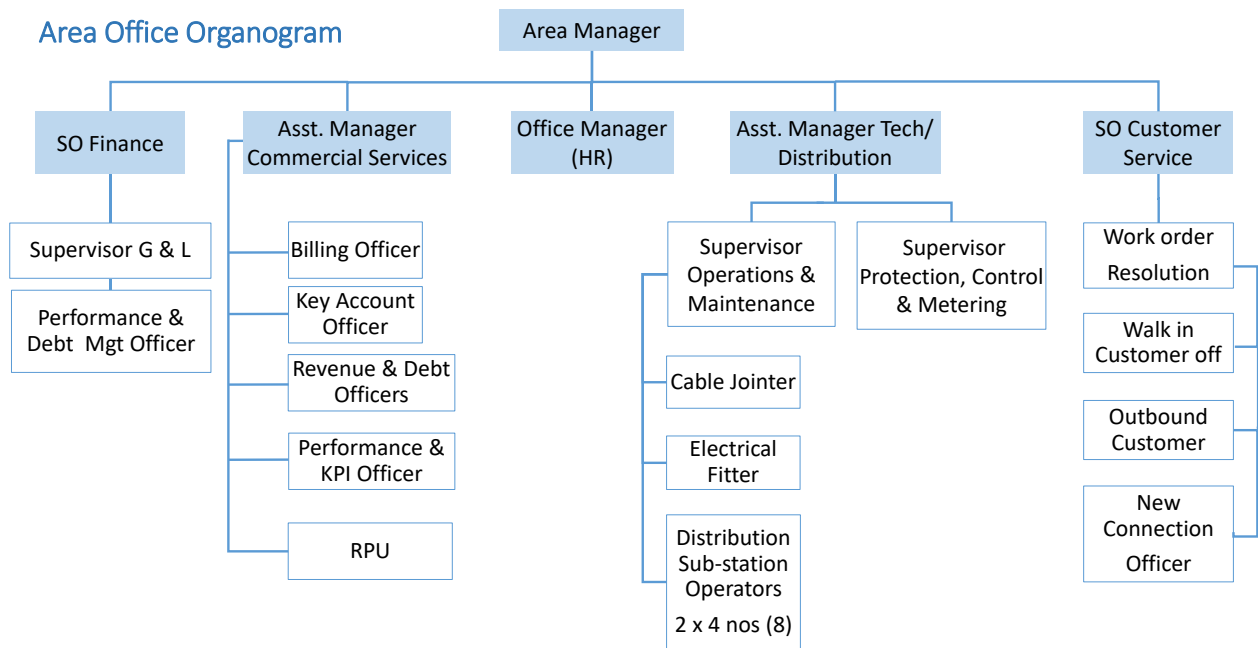 Area Office Organogram
Area Manager
SO Finance
Asst. Manager
Commercial Services
Office Manager
(HR)
Asst. Manager Tech/
Distribution
SO Customer
Service
Supervisor G & L
Performance &
Debt Mgt Officer
Billing Officer
Key Account
Officer
Revenue & Debt
Officers
Performance &
KPI Officer
RPU
Supervisor
Operations &
Maintenance
Supervisor
Protection, Control
& Metering
Cable Jointer
Electrical
Fitter
Distribution
Sub-station
Operators
2 x 4 nos (8)
Work order
Resolution
Walk in
Customer off
Outbound
Customer
New
Connection
Officer